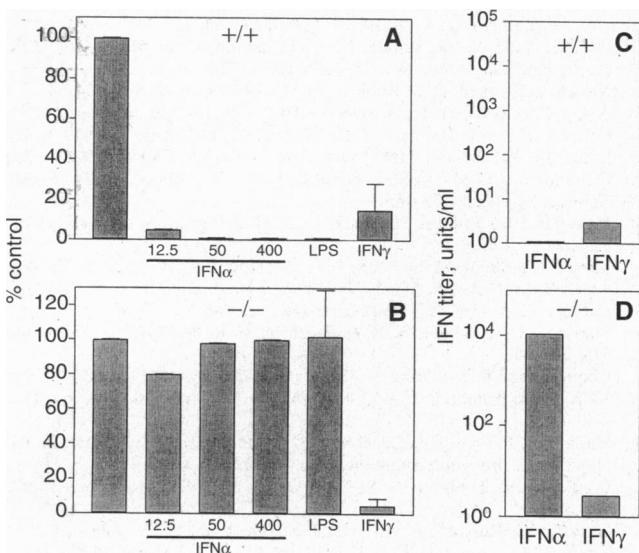 % control
+/+ A
100
80
60
40
20
0
12.5 50 400 LPS IFNγ
IFNα
−/− B
120
100
80
60
40
20
0
12.5 50 400 LPS IFNγ
IFNα
IFN titer, units/ml
+/+ C
10⁵
10⁴
10³
10²
10¹
10⁰
IFNα IFNγ
−/− D
10⁴
10²
10⁰
IFNα IFNγ